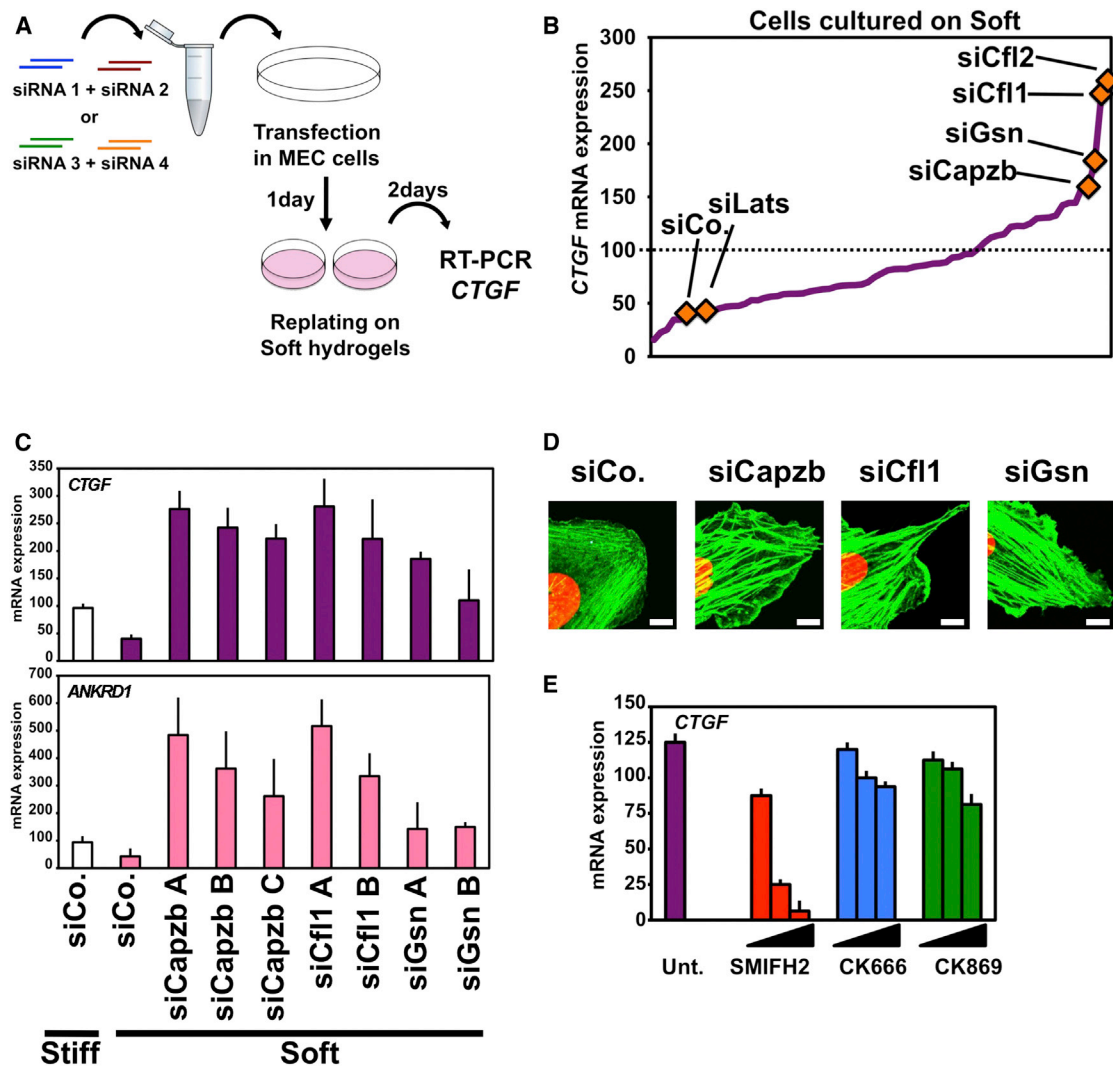 A
siRNA 1 + siRNA 2
or
siRNA 3 + siRNA 4
Transfection
in MEC cells
1day
2days
RT-PCR
CTGF
Replating on
Soft hydrogels
B
Cells cultured on Soft
CTGF mRNA expression
300
250
200
150
100
50
0
siCfl2
siCfl1
siGsn
siCapzb
siLats
siCo.
C
CTGF
mRNA expression
350
300
250
200
150
100
50
0
ANKRD1
mRNA expression
700
600
500
400
300
200
100
0
siCo.
siCo.
siCapzb A
siCapzb B
siCapzb C
siCfl1 A
siCfl1 B
siGsn A
siGsn B
Stiff
Soft
D
siCo.
siCapzb
siCfl1
siGsn
E
CTGF
mRNA expression
150
125
100
75
50
25
0
Unt.
SMIFH2
CK666
CK869